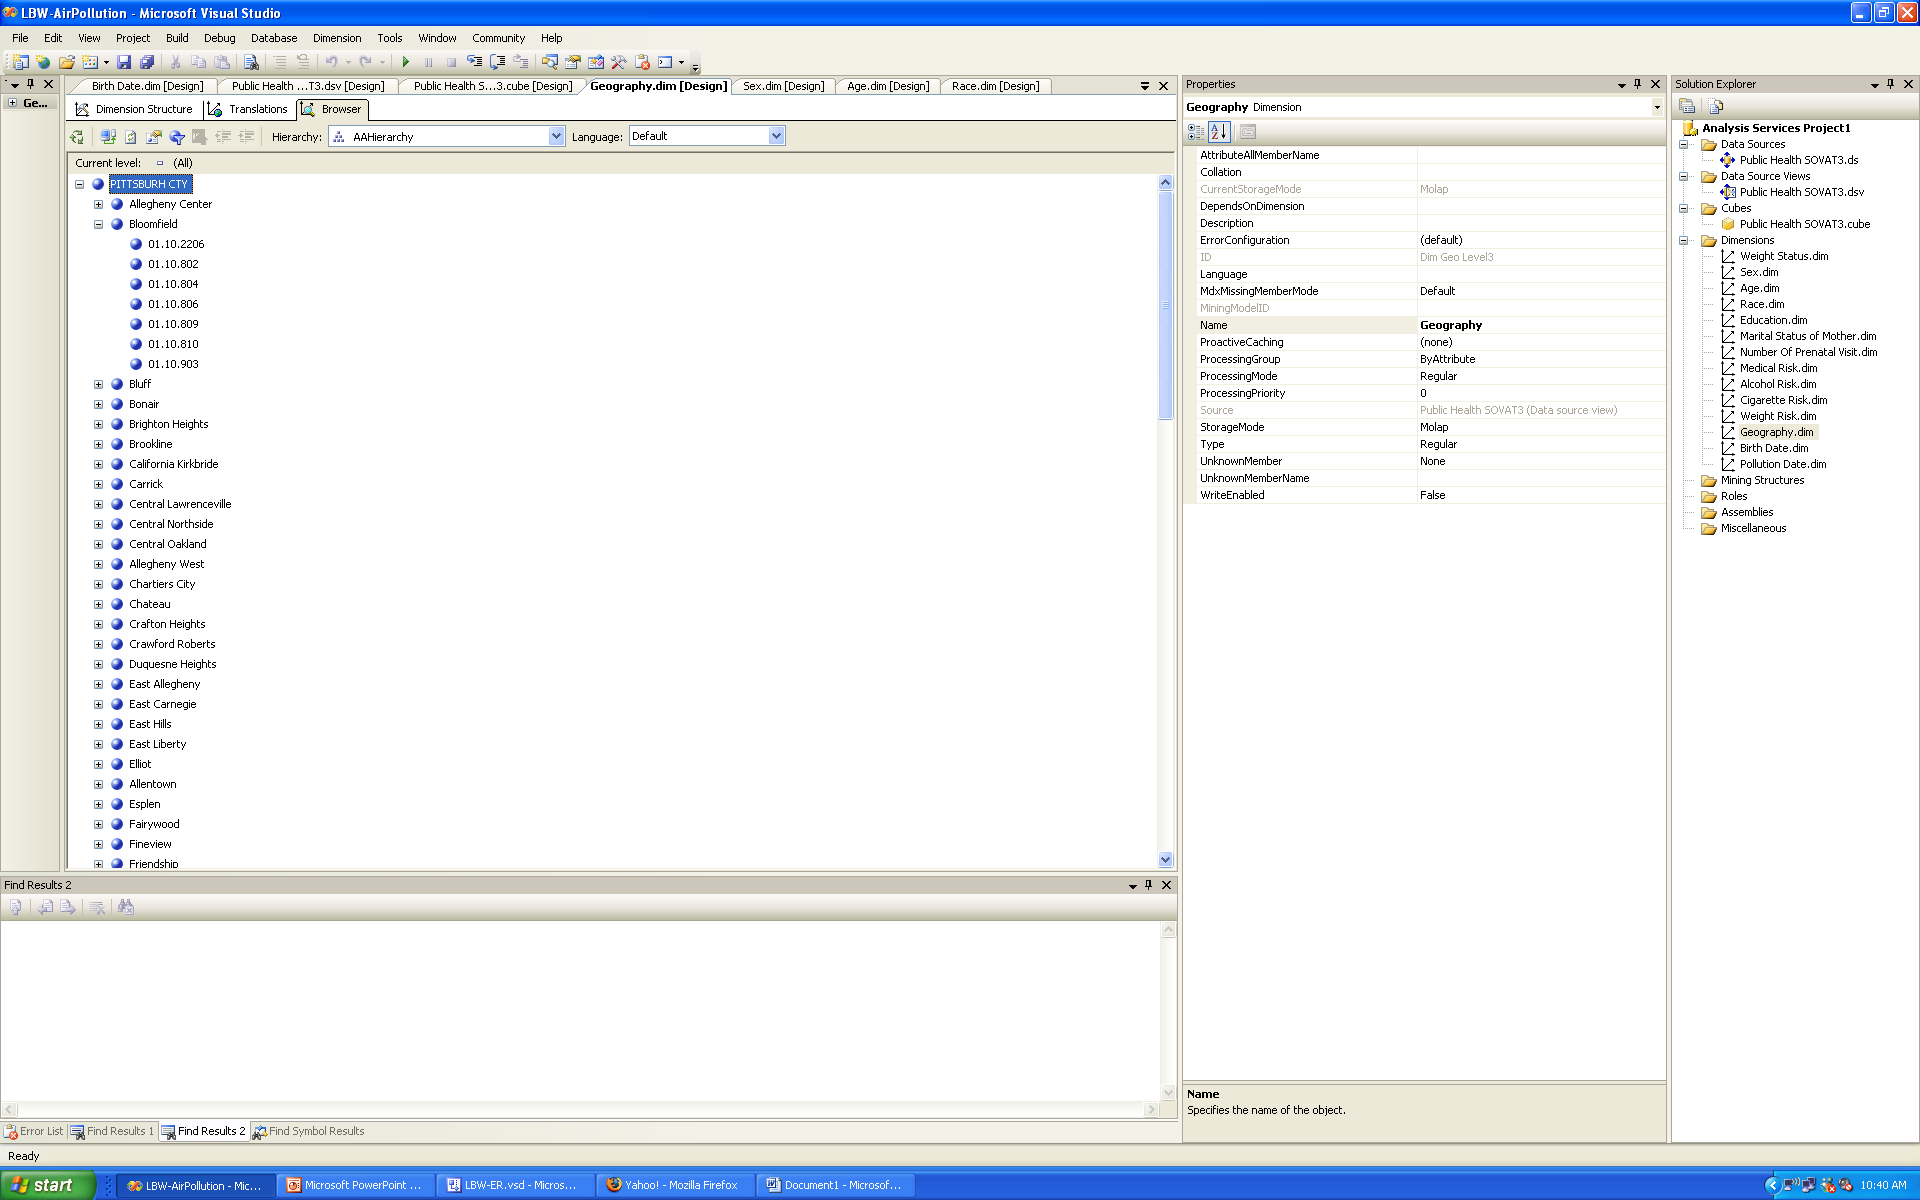 LBW-AirPollution - Microsoft Visual Studio
File Edit View Project Build Debug Database Dimension Tools Window Community Help
Ge...
Birth Date.dim [Design] Public Health ...T3.dsv [Design] Public Health S...3.cube [Design] Geography.dim [Design] Sex.dim [Design] Age.dim [Design] Race.dim [Design]
Dimension Structure Translations Browser
Hierarchy: AAHierarchy Language: Default
Current level: (All)
PITTSBURH CTY
Allegheny Center
Bloomfield
01.10.2206
01.10.802
01.10.804
01.10.806
01.10.809
01.10.810
01.10.903
Bluff
Bonair
Brighton Heights
Brookline
California Kirkbride
Carrick
Central Lawrenceville
Central Northside
Central Oakland
Allegheny West
Chartiers City
Chateau
Crafton Heights
Crawford Roberts
Duquesne Heights
East Allegheny
East Carnegie
East Hills
East Liberty
Elliot
Allentown
Esplen
Fairywood
Fineview
Friendship
Find Results 2
Error List Find Results 1 Find Results 2 Find Symbol Results
Ready
Properties
Geography Dimension
AttributeAllMemberName
Collation
CurrentStorageMode Molap
DependsOnDimension
Description
ErrorConfiguration (default)
ID Dim Geo Level3
Language
MdxMissingMemberMode Default
MiningModelID
Name Geography
ProactiveCaching (none)
ProcessingGroup ByAttribute
ProcessingMode Regular
ProcessingPriority 0
Source Public Health SOVAT3 (Data source view)
StorageMode Molap
Type Regular
UnknownMember None
UnknownMemberName
WriteEnabled False
Name
Specifies the name of the object.
Solution Explorer
Analysis Services Project1
Data Sources
Public Health SOVAT3.ds
Data Source Views
Public Health SOVAT3.dsv
Cubes
Public Health SOVAT3.cube
Dimensions
Weight Status.dim
Sex.dim
Age.dim
Race.dim
Education.dim
Marital Status of Mother.dim
Number Of Prenatal Visit.dim
Medical Risk.dim
Alcohol Risk.dim
Cigarette Risk.dim
Weight Risk.dim
Geography.dim
Birth Date.dim
Pollution Date.dim
Mining Structures
Roles
Assemblies
Miscellaneous
start LBW-AirPollution - Mic... Microsoft PowerPoint ... LBW-ER.vsd - Micros... Yahoo! - Mozilla Firefox Document1 - Microsof... 10:40 AM